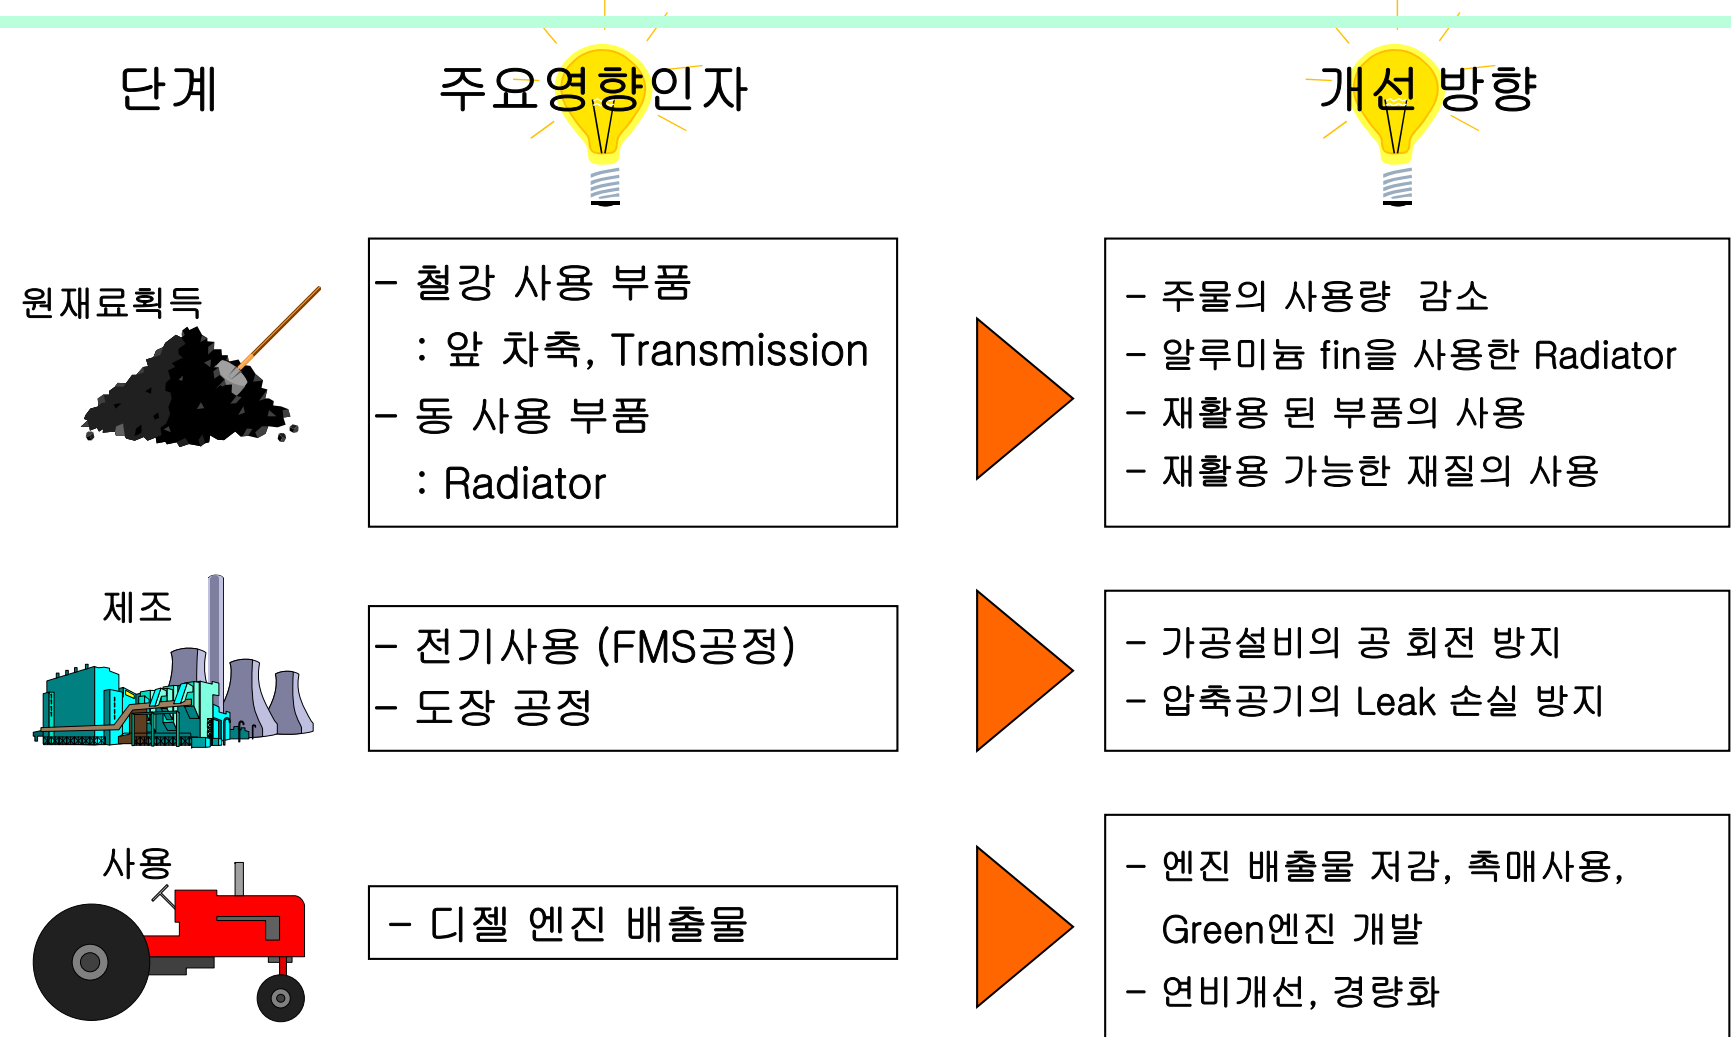 단계 주요영향인자 개선 방향
원재료획득
- 철강 사용 부품
: 앞 차축, Transmission
- 동 사용 부품
: Radiator
- 주물의 사용량 감소
- 알루미늄 fin을 사용한 Radiator
- 재활용 된 부품의 사용
- 재활용 가능한 재질의 사용
제조
- 전기사용 (FMS공정)
- 도장 공정
- 가공설비의 공 회전 방지
- 압축공기의 Leak 손실 방지
사용
- 디젤 엔진 배출물
- 엔진 배출물 저감, 촉매사용,
Green엔진 개발
- 연비개선, 경량화